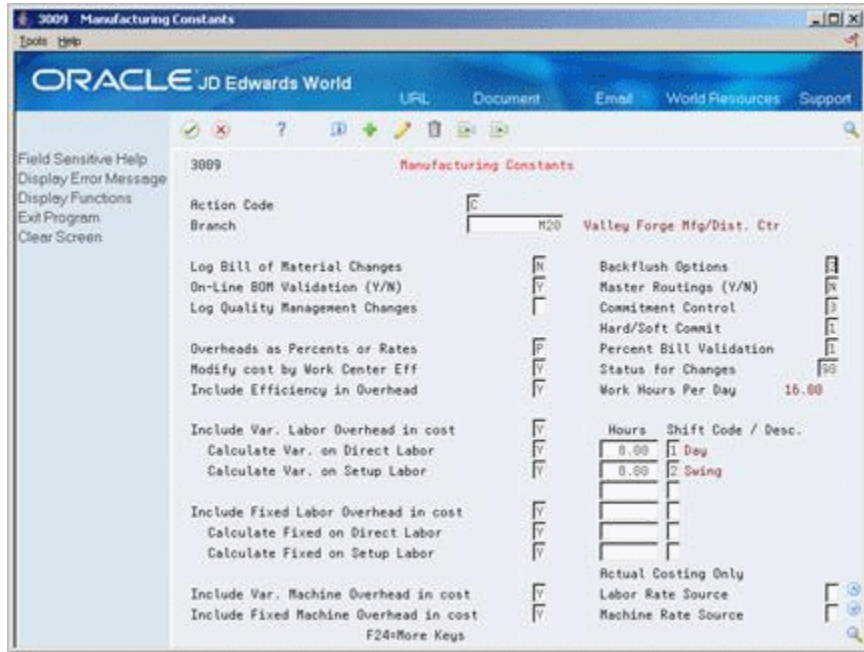 3009 Manufacturing Constants
Tools Help
ORACLE JD Edwards World
URL Document Email World Resources Support
Field Sensitive Help
Display Error Message
Display Functions
Exit Program
Clear Screen
3009 Manufacturing Constants
Action Code C
Branch M20 Valley Forge Mfg/Dist. Ctr
Log Bill of Material Changes N Backflush Options
On-Line BOM Validation (Y/N) Y Master Routings (Y/N) N
Log Quality Management Changes Commitment Control 3
Hard/Soft Commit 1
Overheads as Percents or Rates P Percent Bill Validation 1
Modify cost by Work Center Eff Y Status for Changes 90
Include Efficiency in Overhead Y Work Hours Per Day 16.00
Include Var. Labor Overhead in cost Y Hours Shift Code / Desc.
Calculate Var. on Direct Labor Y 8.00 1 Day
Calculate Var. on Setup Labor Y 8.00 2 Swing
Include Fixed Labor Overhead in cost Y
Calculate Fixed on Direct Labor Y
Calculate Fixed on Setup Labor Y
Actual Costing Only
Include Var. Machine Overhead in cost Y Labor Rate Source
Include Fixed Machine Overhead in cost Y Machine Rate Source
F24=More Keys